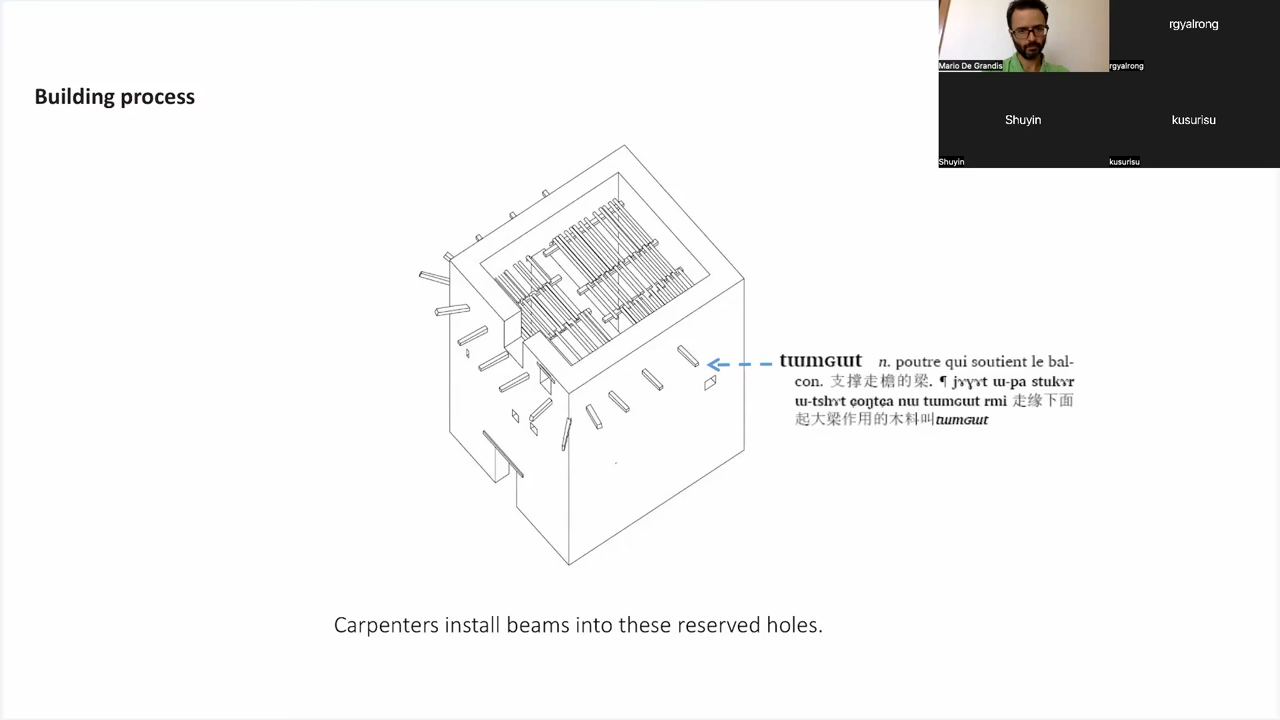 Building process
Mario De Grandis
rgyalrong
rgyalrong
Shuyin
Shuyin
kusurisu
kusurisu
tɯmɢɯt n. poutre qui soutient le bal-
con. 支撑走檐的梁. ¶ jɤɣɤt ɯ-pa stukɤr
ɯ-tshɤt ɕoŋtɕa nɯ tɯmɢɯt rmi 走缘下面
起大梁作用的木料叫tɯmɢɯt
Carpenters install beams into these reserved holes.